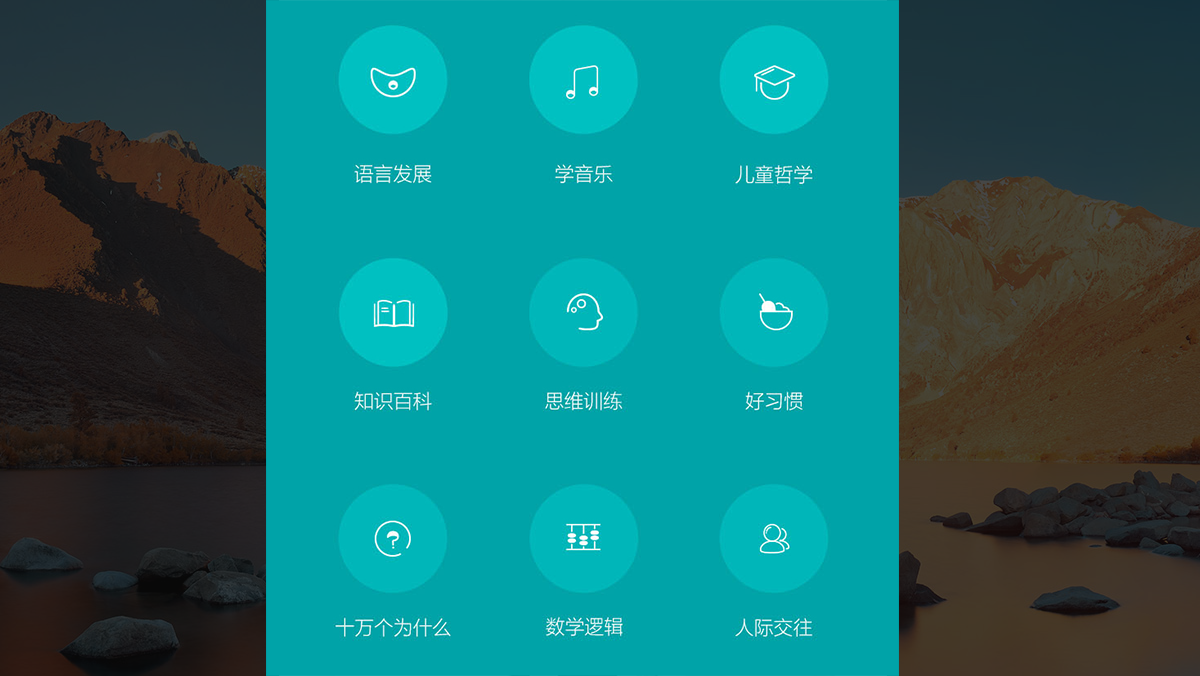 语言发展
学音乐
儿童哲学
知识百科
思维训练
好习惯
十万个为什么
数学逻辑
人际交往